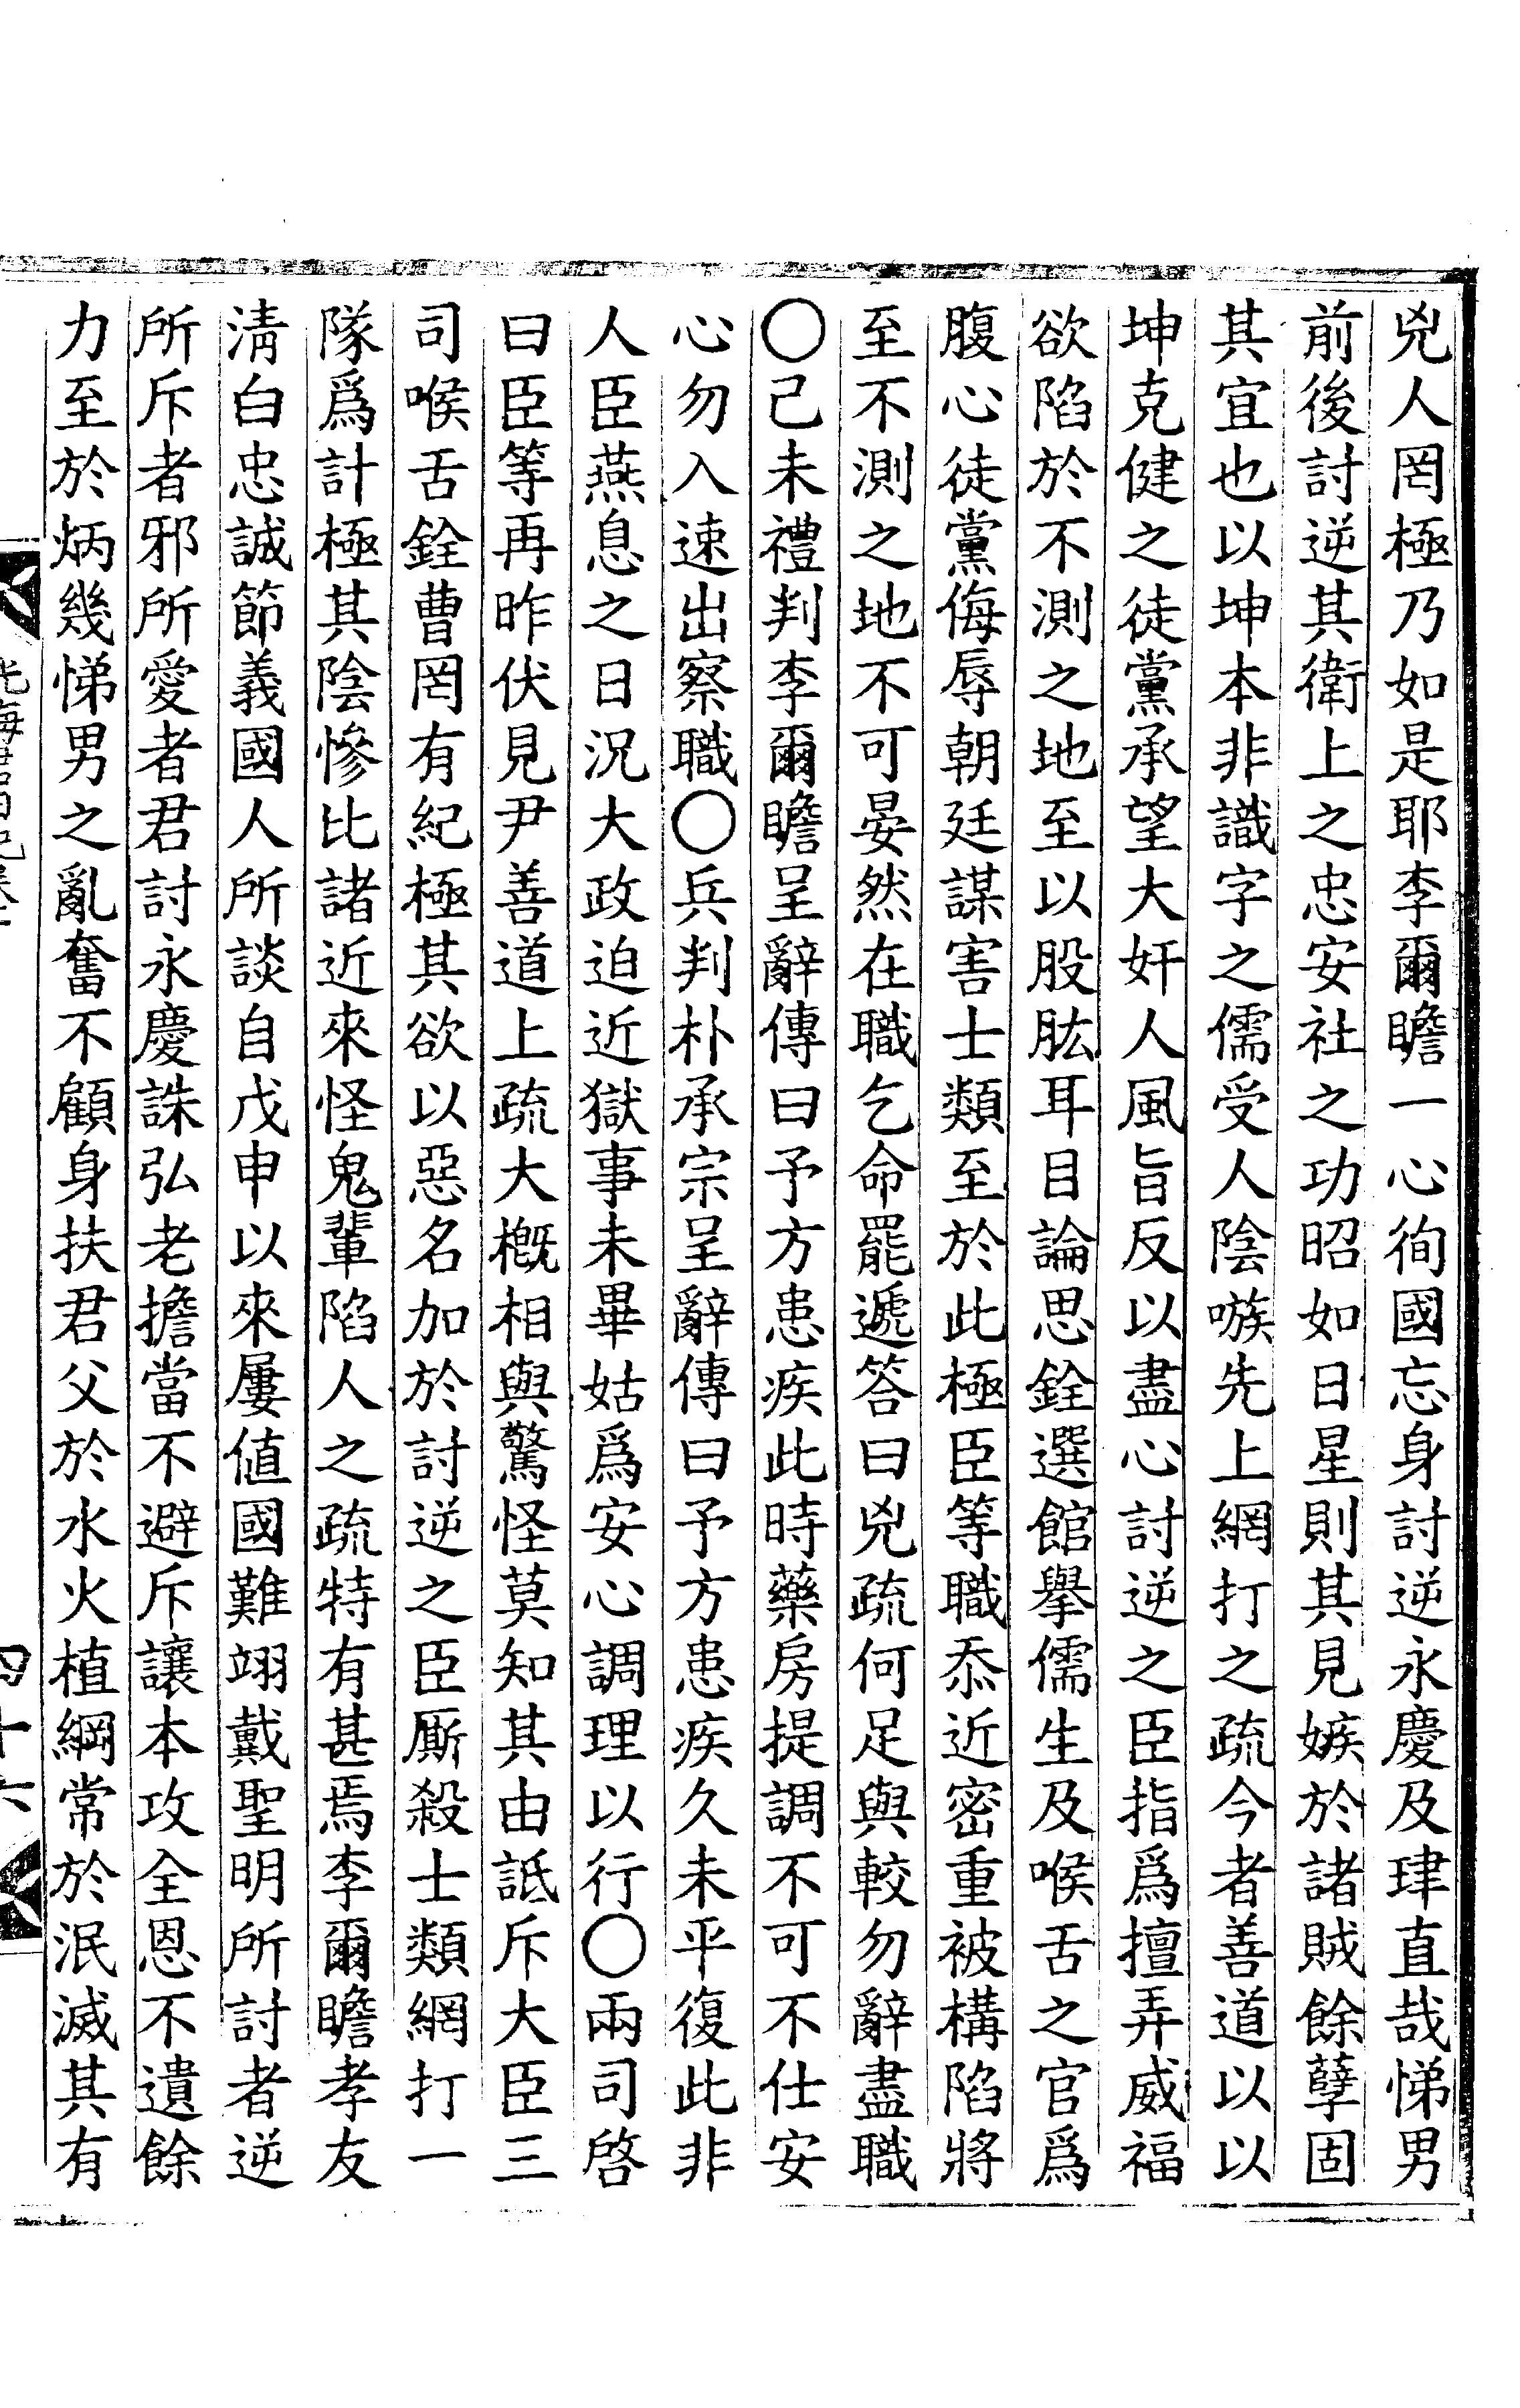 兇人罔極乃如是耶李爾瞻一心徇國忘身討逆永慶及肆直哉悌男
前後討逆其衛上之忠安社之功昭如日星則其見嫉於諸賊餘孽固
其宜也以坤本非識字之儒受人陰嗾先上網打之疏今者善道以以
坤克健之徒黨承望大奸人風旨反以盡心討逆之臣指爲擅弄威福
欲陷於不測之地至以股肱耳目論思銓選館擧儒生及喉舌之官爲
腹心徒黨侮辱朝廷謀害士類至於此極臣等職忝近密重被構陷將
至不測之地不可晏然在職乞命罷遞答曰兇疏何足與較勿辭盡職
〇己未禮判李爾瞻呈辭傳曰予方患疾此時藥房提調不可不仕安
心勿入速出察職〇兵判朴承宗呈辭傳曰予方患疾久未平復此非
人臣燕息之日況大政迫近獄事未畢姑爲安心調理以行〇兩司啓
曰臣等再昨伏見尹善道上疏大槪相與驚怪莫知其由詆斥大臣三
司喉舌銓曹罔有紀極其欲以惡名加於討逆之臣厮殺士類網打一
隊爲計極其陰慘比諸近來怪鬼輩陷人之疏特有甚焉李爾瞻孝友
淸白忠誠節義國人所談自戊申以來屢値國難翊戴聖明所討者逆
所斥者邪所愛者君討永慶誅弘老擔當不避斥讓本攻全恩不遺餘
力至於炳幾悌男之亂奮不顧身扶君父於水火植綱常於泯滅其有
四十六